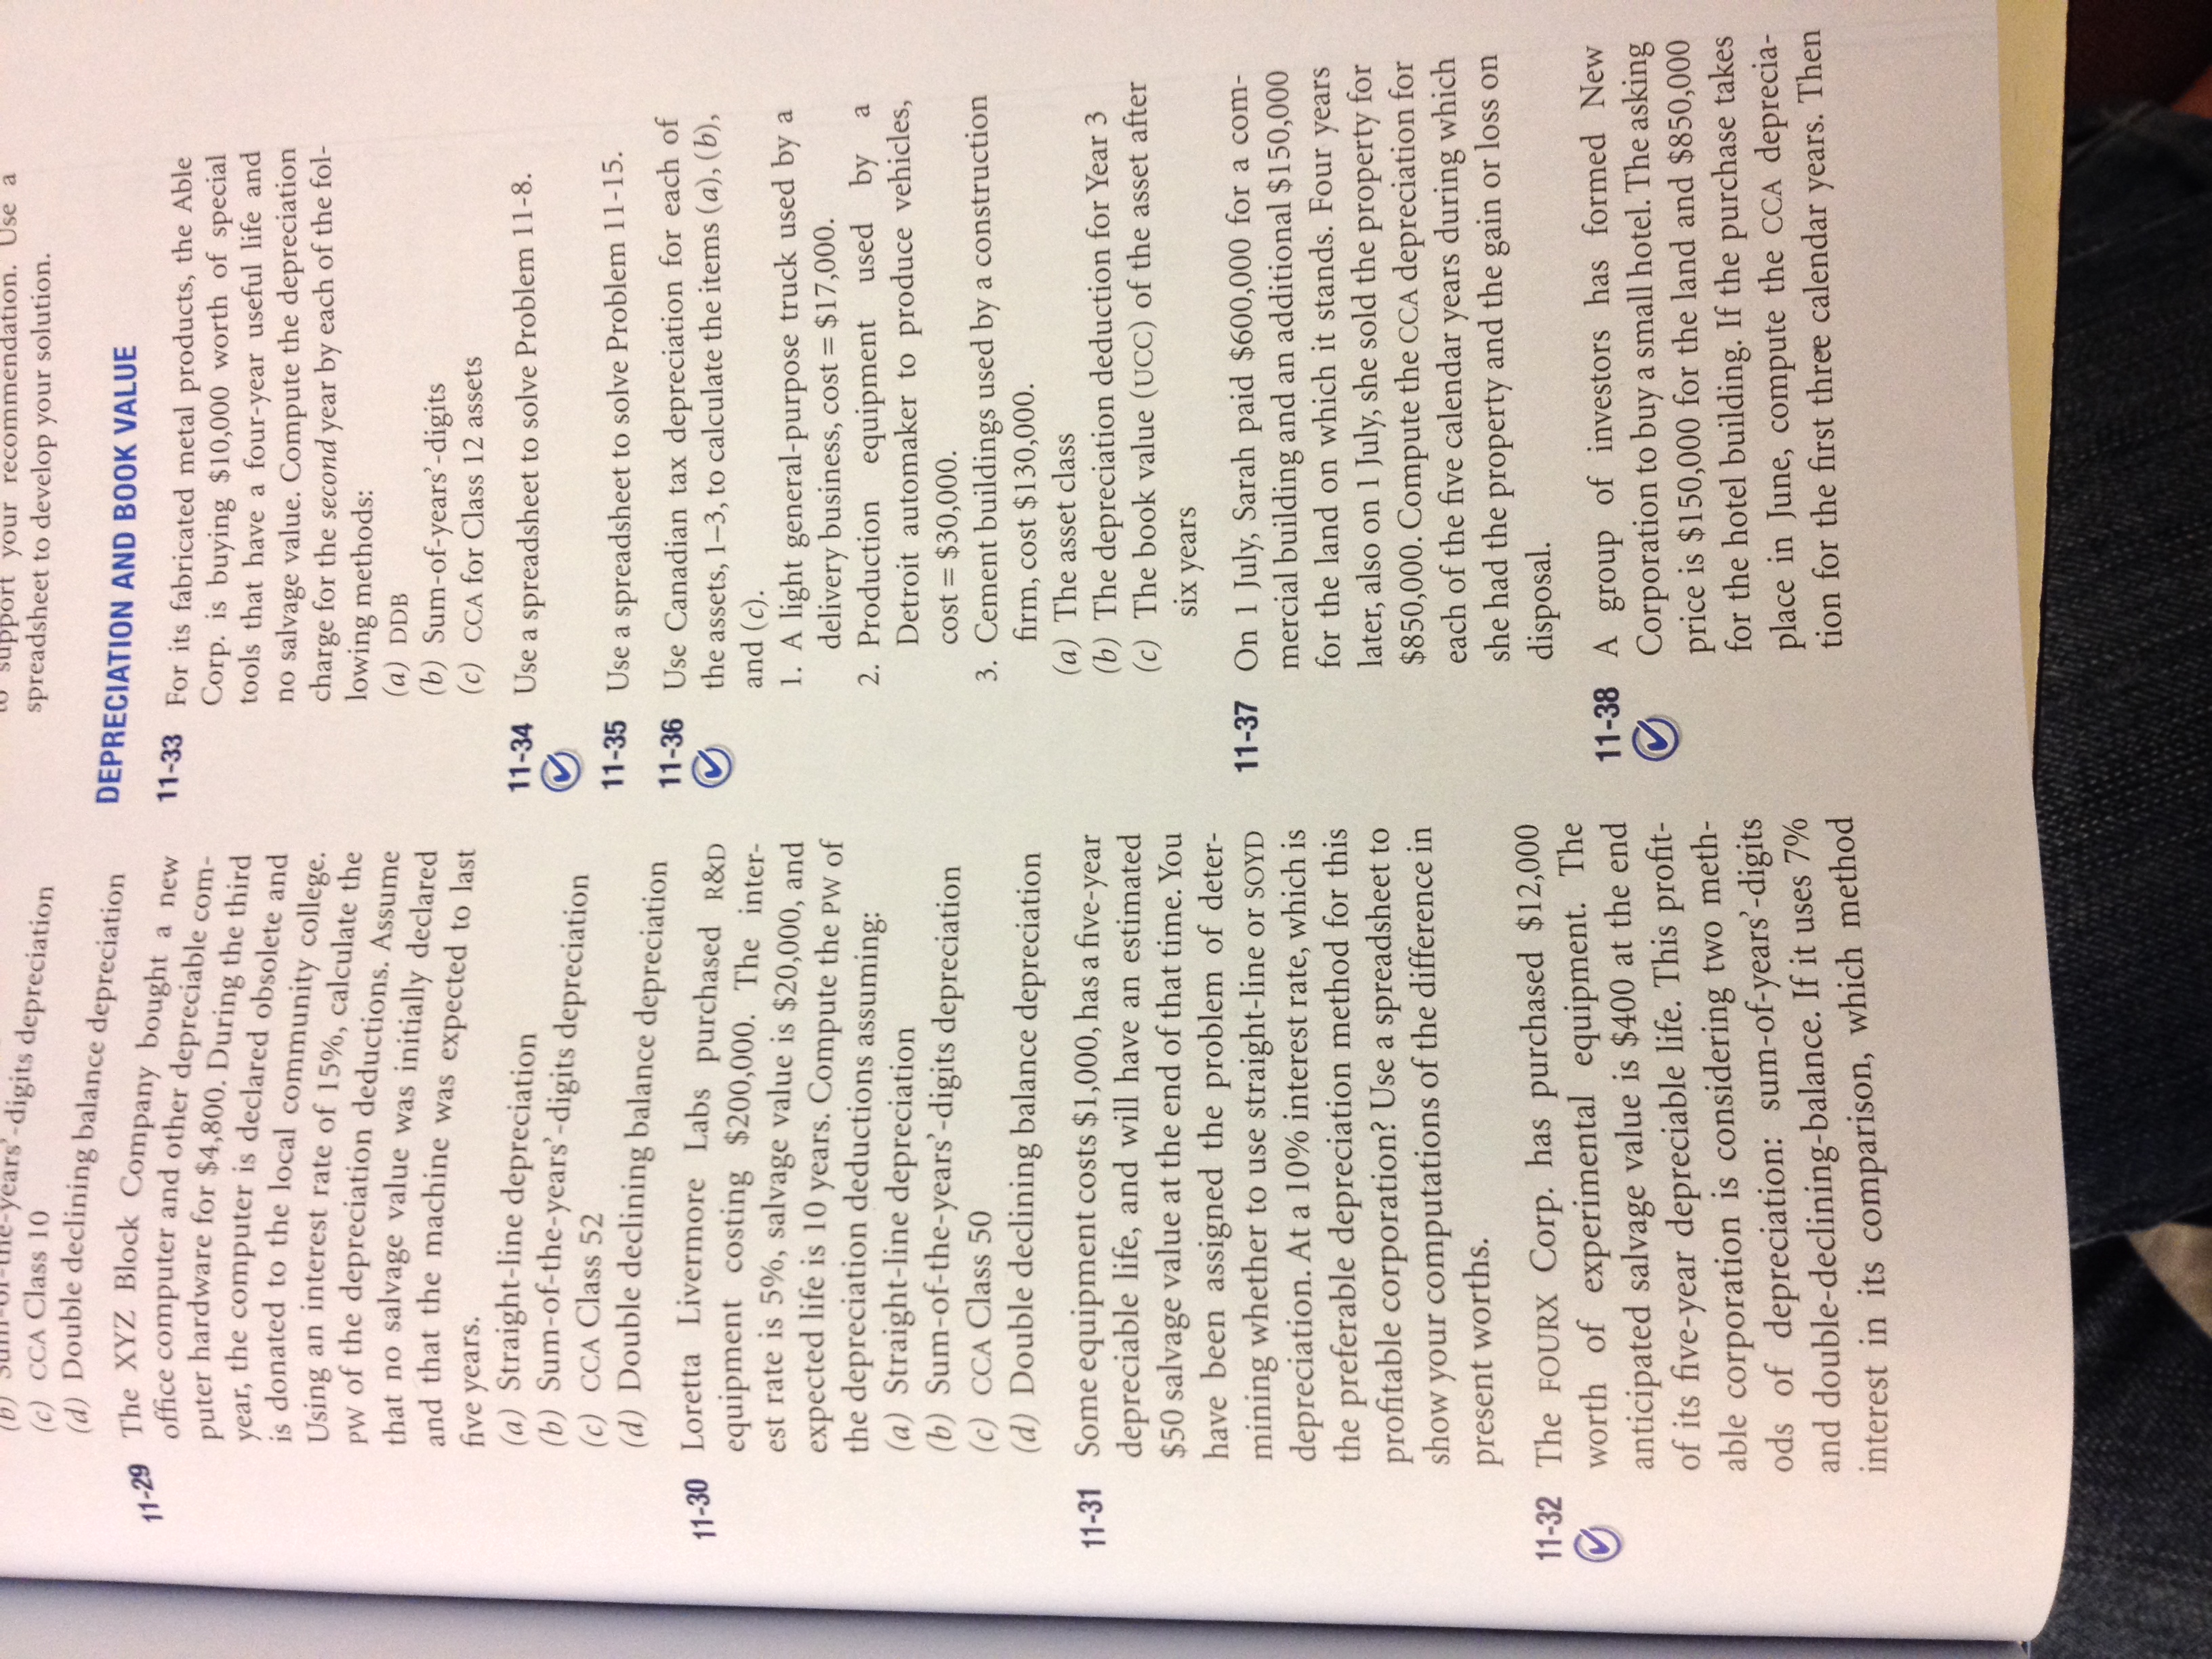 (b) Sum-of-the-years’-digits depreciation
(c) CCA Class 10
(d) Double declining balance depreciation
11-29 The XYZ Block Company bought a new
office computer and other depreciable com-
puter hardware for $4,800. During the third
year, the computer is declared obsolete and
is donated to the local community college.
Using an interest rate of 15%, calculate the
PW of the depreciation deductions. Assume
that no salvage value was initially declared
and that the machine was expected to last
five years.
(a) Straight-line depreciation
(b) Sum-of-the-years’-digits depreciation
(c) CCA Class 52
(d) Double declining balance depreciation
11-30 Loretta Livermore Labs purchased R&D
equipment costing $200,000. The inter-
est rate is 5%, salvage value is $20,000, and
expected life is 10 years. Compute the PW of
the depreciation deductions assuming:
(a) Straight-line depreciation
(b) Sum-of-the-years’-digits depreciation
(c) CCA Class 50
(d) Double declining balance depreciation
11-31 Some equipment costs $1,000, has a five-year
depreciable life, and will have an estimated
$50 salvage value at the end of that time. You
have been assigned the problem of deter-
mining whether to use straight-line or SOYD
depreciation. At a 10% interest rate, which is
the preferable depreciation method for this
profitable corporation? Use a spreadsheet to
show your computations of the difference in
present worths.
11-32 The FOURX Corp. has purchased $12,000
worth of experimental equipment. The
anticipated salvage value is $400 at the end
of its five-year depreciable life. This profit-
able corporation is considering two meth-
ods of depreciation: sum-of-years’-digits
and double-declining-balance. If it uses 7%
interest in its comparison, which method
to support your recommendation. Use a
spreadsheet to develop your solution.
DEPRECIATION AND BOOK VALUE
11-33 For its fabricated metal products, the Able
Corp. is buying $10,000 worth of special
tools that have a four-year useful life and
no salvage value. Compute the depreciation
charge for the second year by each of the fol-
lowing methods:
(a) DDB
(b) Sum-of-years’-digits
(c) CCA for Class 12 assets
11-34 Use a spreadsheet to solve Problem 11-8.
11-35 Use a spreadsheet to solve Problem 11-15.
11-36 Use Canadian tax depreciation for each of
the assets, 1–3, to calculate the items (a), (b),
and (c).
1. A light general-purpose truck used by a
delivery business, cost = $17,000.
2. Production equipment used by a
Detroit automaker to produce vehicles,
cost = $30,000.
3. Cement buildings used by a construction
firm, cost $130,000.
(a) The asset class
(b) The depreciation deduction for Year 3
(c) The book value (UCC) of the asset after
six years
11-37 On 1 July, Sarah paid $600,000 for a com-
mercial building and an additional $150,000
for the land on which it stands. Four years
later, also on 1 July, she sold the property for
$850,000. Compute the CCA depreciation for
each of the five calendar years during which
she had the property and the gain or loss on
disposal.
11-38 A group of investors has formed New
Corporation to buy a small hotel. The asking
price is $150,000 for the land and $850,000
for the hotel building. If the purchase takes
place in June, compute the CCA deprecia-
tion for the first three calendar years. Then